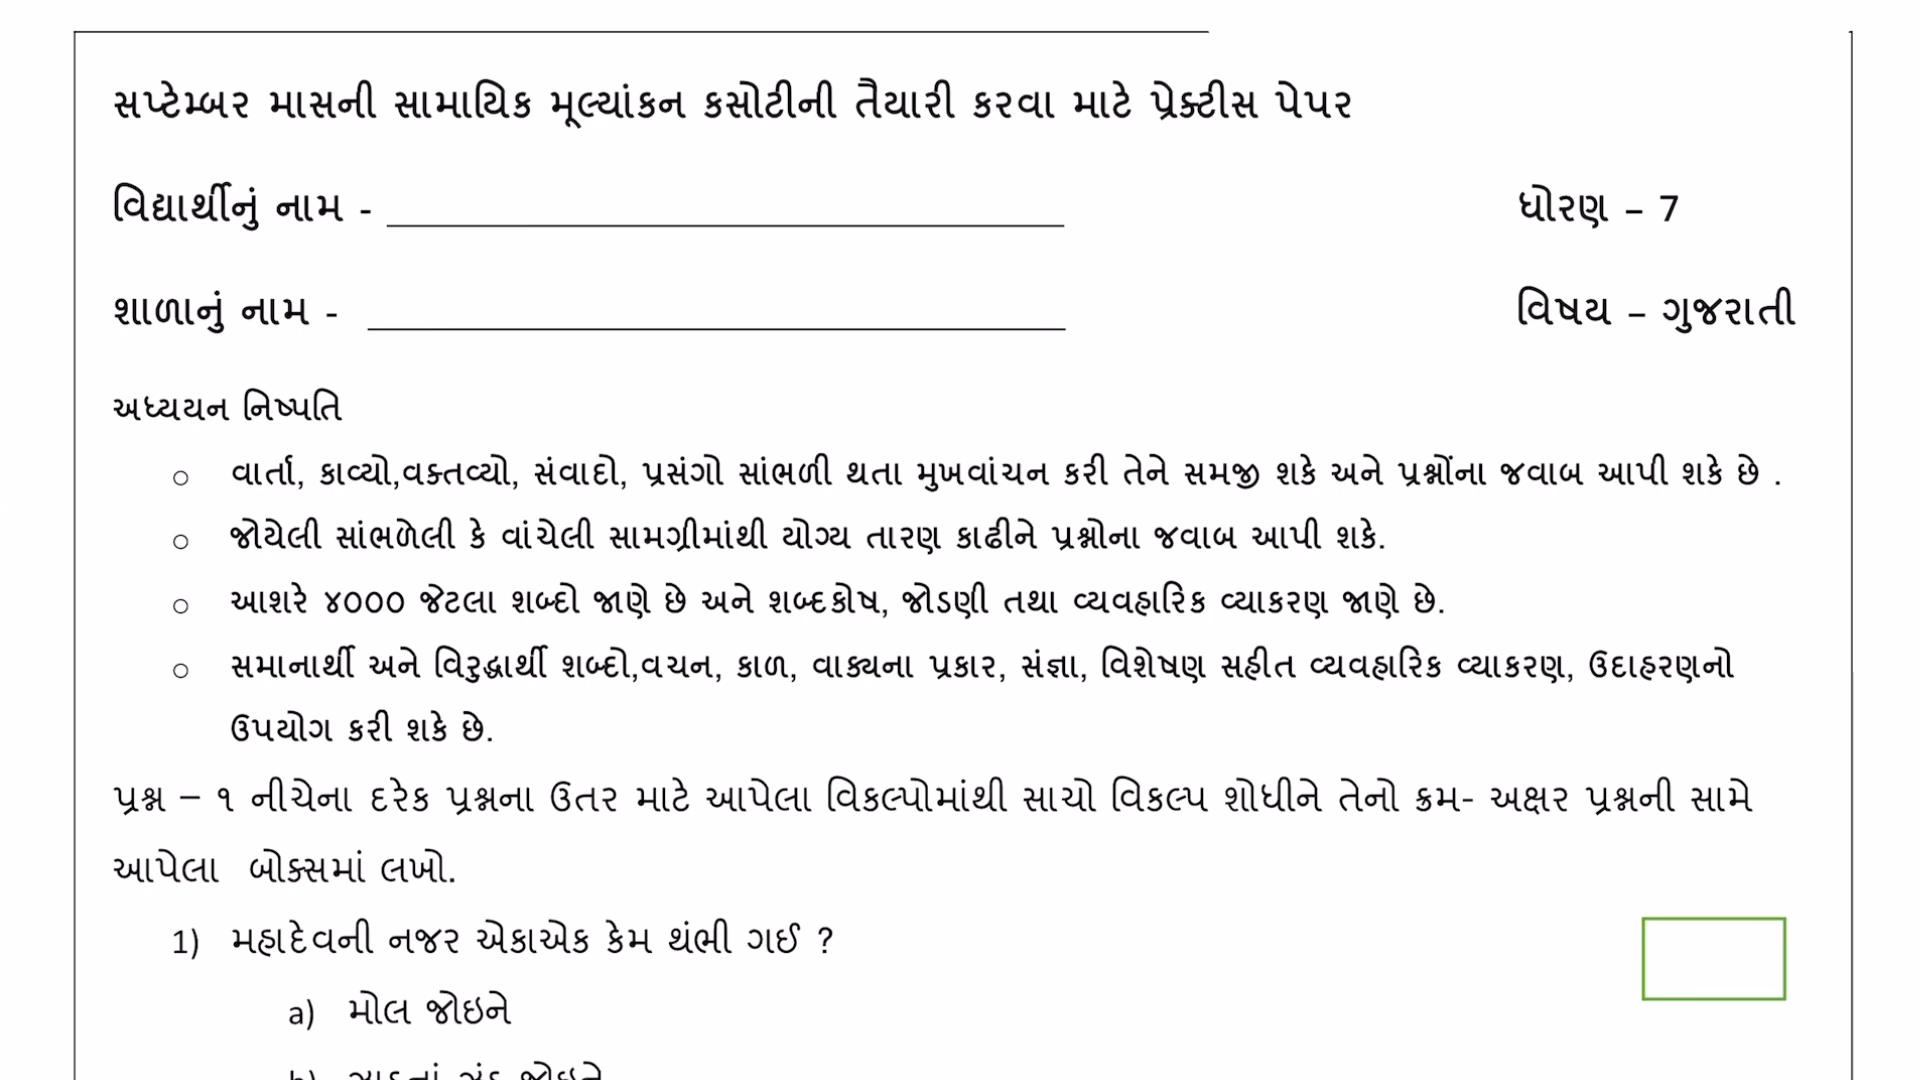 સપ્ટેમ્બર માસની સામાયિક મૂલ્યાંકન કસોટીની તૈયારી કરવા માટે પ્રેક્ટીસ પેપર
વિદ્યાર્થીનું નામ - ધોરણ – 7
શાળાનું નામ - વિષય – ગુજરાતી
અધ્યયન નિષ્પતિ
○ વાર્તા, કાવ્યો,વક્તવ્યો, સંવાદો, પ્રસંગો સાંભળી થતા મુખવાંચન કરી તેને સમજી શકે અને પ્રશ્નોંના જવાબ આપી શકે છે .
○ જોયેલી સાંભળેલી કે વાંચેલી સામગ્રીમાંથી યોગ્ય તારણ કાઢીને પ્રશ્નોના જવાબ આપી શકે.
○ આશરે ૪૦૦૦ જેટલા શબ્દો જાણે છે અને શબ્દકોષ, જોડણી તથા વ્યવહારિક વ્યાકરણ જાણે છે.
○ સમાનાર્થી અને વિરુદ્ધાર્થી શબ્દો,વચન, કાળ, વાક્યના પ્રકાર, સંજ્ઞા, વિશેષણ સહીત વ્યવહારિક વ્યાકરણ, ઉદાહરણનો
ઉપયોગ કરી શકે છે.
પ્રશ્ન – ૧ નીચેના દરેક પ્રશ્નના ઉતર માટે આપેલા વિકલ્પોમાંથી સાચો વિકલ્પ શોધીને તેનો ક્રમ- અક્ષર પ્રશ્નની સામે
આપેલા બોક્સમાં લખો.
1) મહાદેવની નજર એકાએક કેમ થંભી ગઈ ?
a) મોલ જોઇને